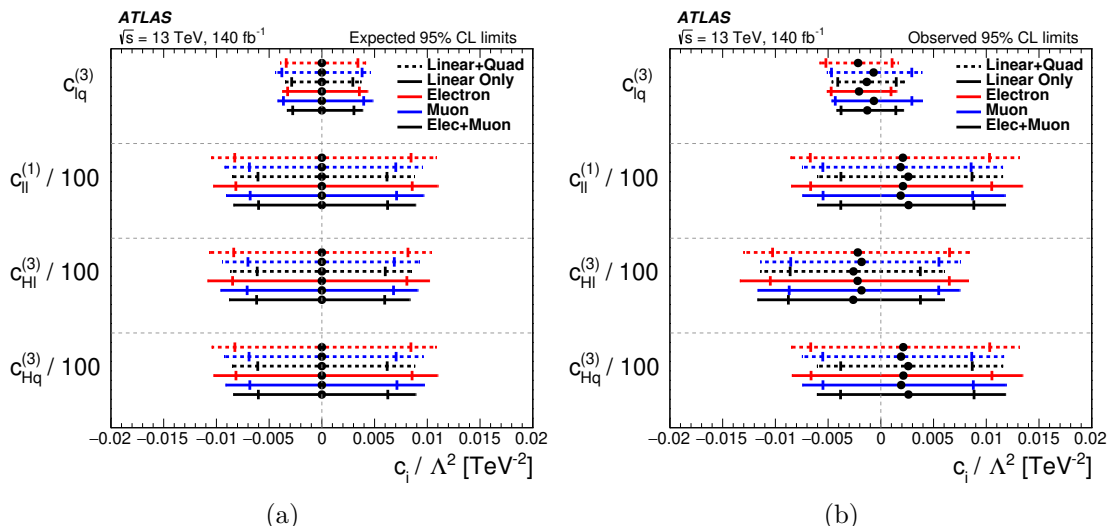 ATLAS
√s = 13 TeV, 140 fb⁻¹ Expected 95% CL limits
Linear+Quad
Linear Only
Electron
Muon
Elec+Muon
c_lq^(3)
c_ll^(1) / 100
c_Hl^(3) / 100
c_Hq^(3) / 100
−0.02 −0.015 −0.01 −0.005 0 0.005 0.01 0.015 0.02
c_i / Λ² [TeV⁻²]
(a)
ATLAS
√s = 13 TeV, 140 fb⁻¹ Observed 95% CL limits
Linear+Quad
Linear Only
Electron
Muon
Elec+Muon
c_lq^(3)
c_ll^(1) / 100
c_Hl^(3) / 100
c_Hq^(3) / 100
−0.02 −0.015 −0.01 −0.005 0 0.005 0.01 0.015 0.02
c_i / Λ² [TeV⁻²]
(b)